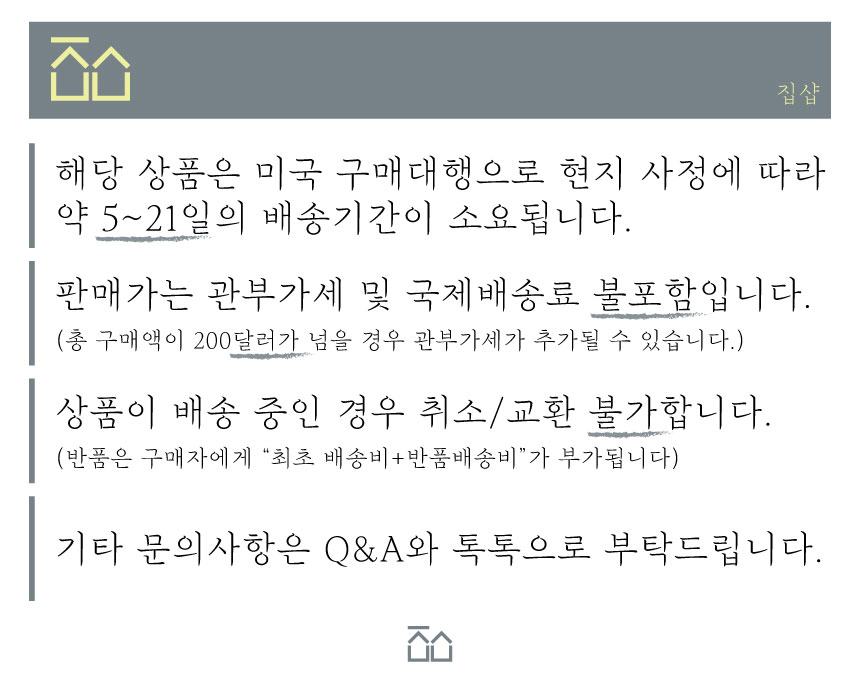 집샵
해당 상품은 미국 구매대행으로 현지 사정에 따라
약 5~21일의 배송기간이 소요됩니다.
판매가는 관부가세 및 국제배송료 불포함입니다.
(총 구매액이 200달러가 넘을 경우 관부가세가 추가될 수 있습니다.)
상품이 배송 중인 경우 취소/교환 불가합니다.
(반품은 구매자에게 “최초 배송비+반품배송비”가 부가됩니다)
기타 문의사항은 Q&A와 톡톡으로 부탁드립니다.